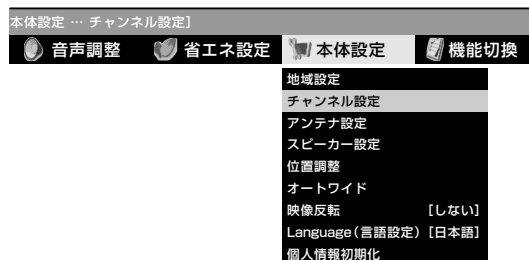 本体設定 … チャンネル設定]
音声調整 省エネ設定 本体設定 機能切換
地域設定
チャンネル設定
アンテナ設定
スピーカー設定
位置調整
オートワイド
映像反転 [しない]
Language(言語設定) [日本語]
個人情報初期化